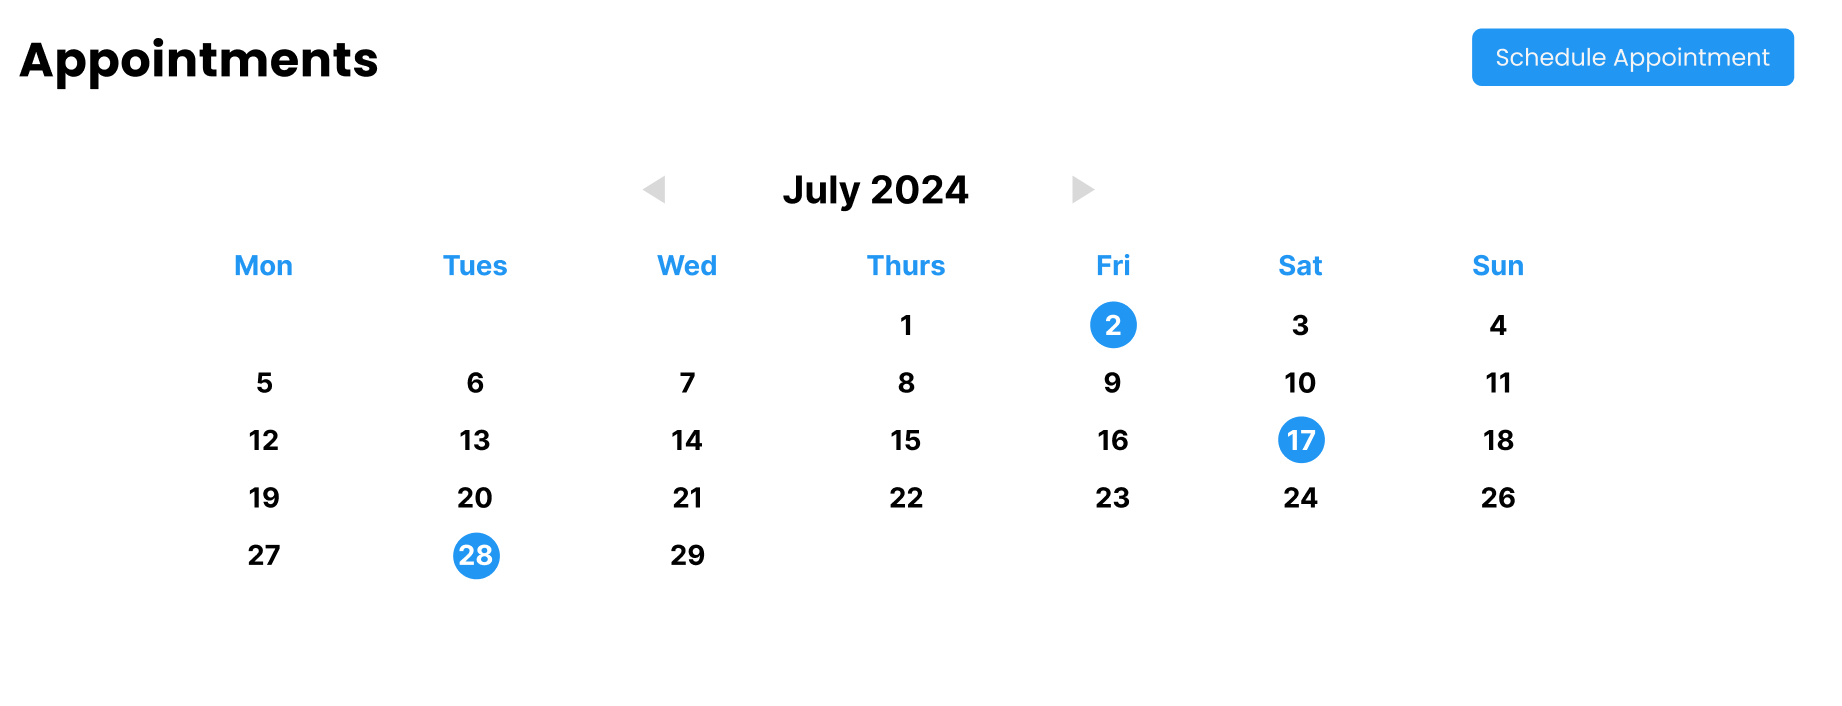 Appointments
Schedule Appointment
July 2024
Mon Tues Wed Thurs Fri Sat Sun
1 2 3 4
5 6 7 8 9 10 11
12 13 14 15 16 17 18
19 20 21 22 23 24 26
27 28 29